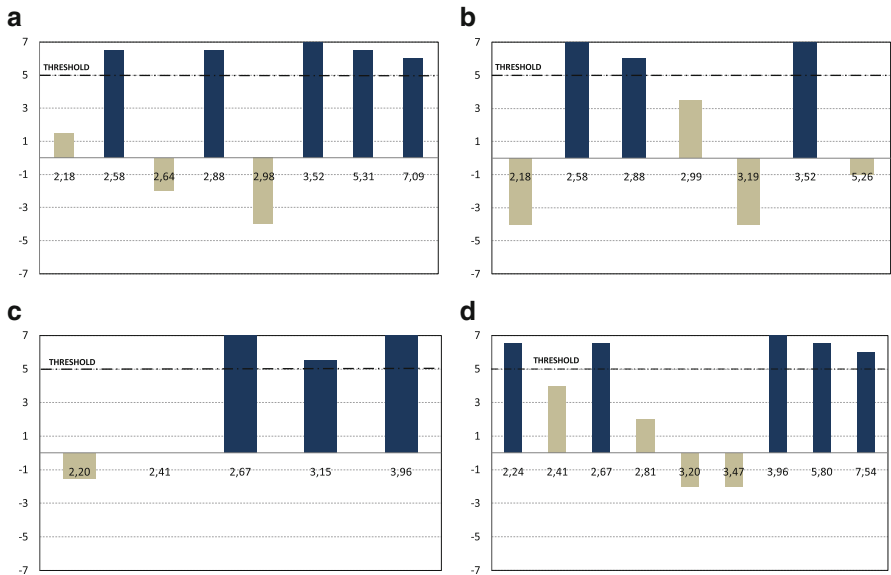 a
7
5
3
1
-1
-3
-5
-7
THRESHOLD
2,18 2,58 2,64 2,88 2,98 3,52 5,31 7,09
b
7
5
3
1
-1
-3
-5
-7
THRESHOLD
2,18 2,58 2,88 2,99 3,19 3,52 5,26
c
7
5
3
1
-1
-3
-5
-7
THRESHOLD
2,20 2,41 2,67 3,15 3,96
d
7
5
3
1
-1
-3
-5
-7
THRESHOLD
2,24 2,41 2,67 2,81 3,20 3,47 3,96 5,80 7,54